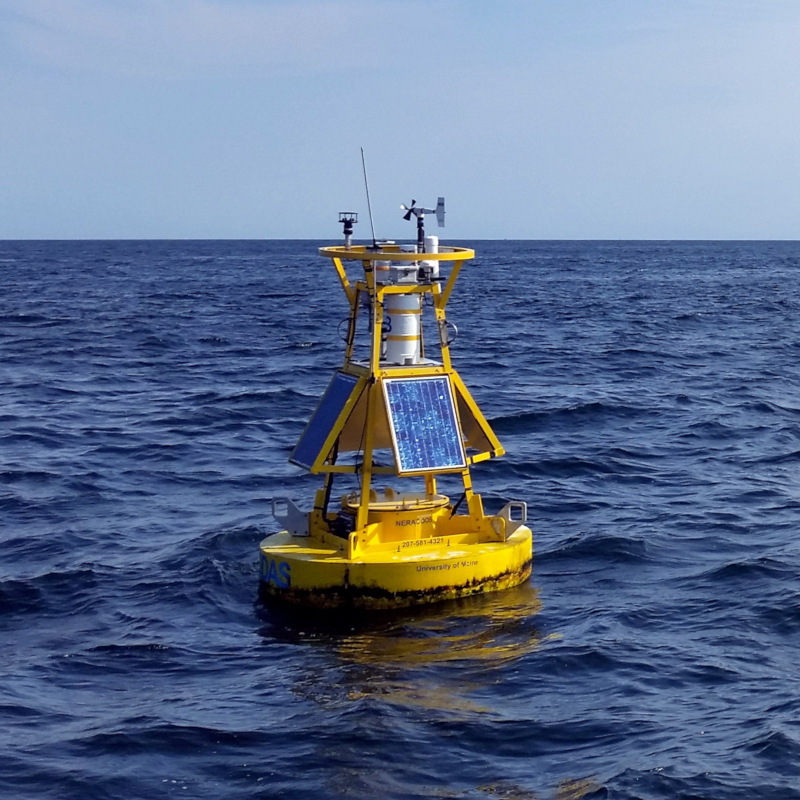 NERACOOS
207-581-4321
University of Maine
DAS